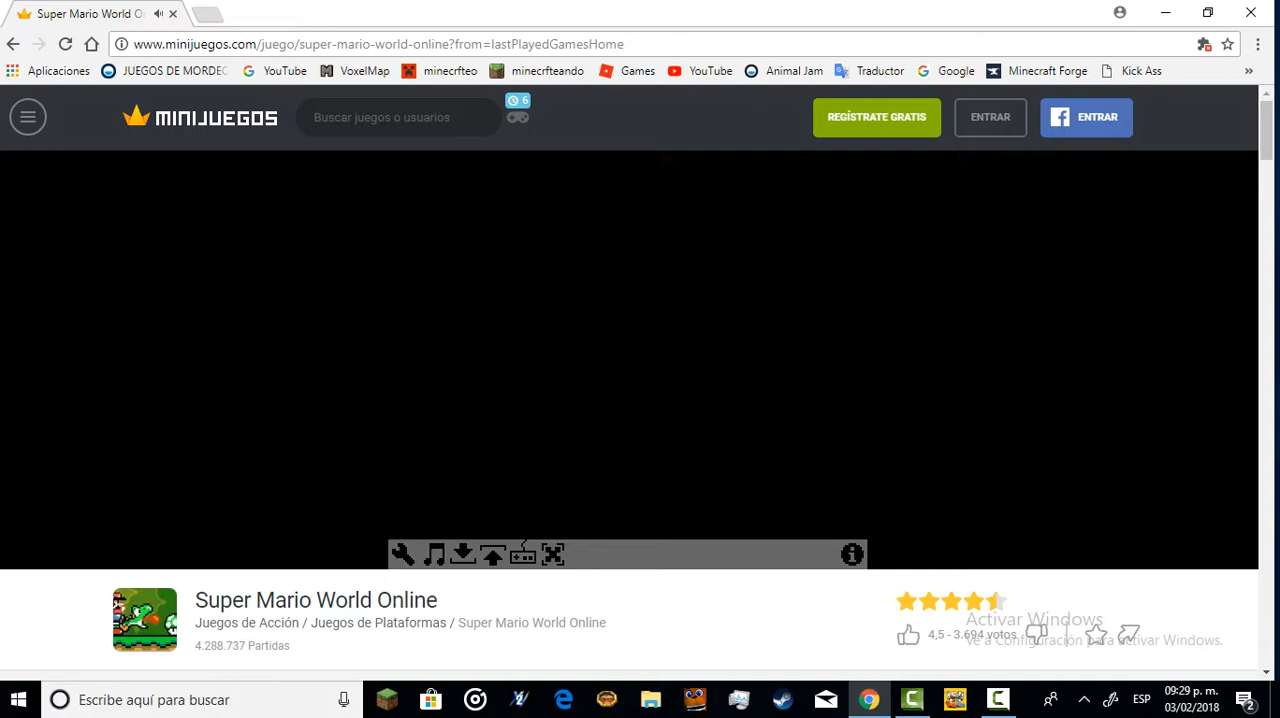 Super Mario World O
www.minijuegos.com/juego/super-mario-world-online?from=lastPlayedGamesHome
Aplicaciones JUEGOS DE MORDEC YouTube VoxelMap minecrfteo minecrfteando Games YouTube Animal Jam Traductor Google Minecraft Forge Kick Ass »
MINIJUEGOS Buscar juegos o usuarios 6 REGÍSTRATE GRATIS ENTRAR ENTRAR
Super Mario World Online
Juegos de Acción / Juegos de Plataformas / Super Mario World Online
4.288.737 Partidas
4,5 - 3.694 votos
Activar Windows
Ve a Configuración para activar Windows.
Escribe aquí para buscar
ESP
09:29 p. m.
03/02/2018
2